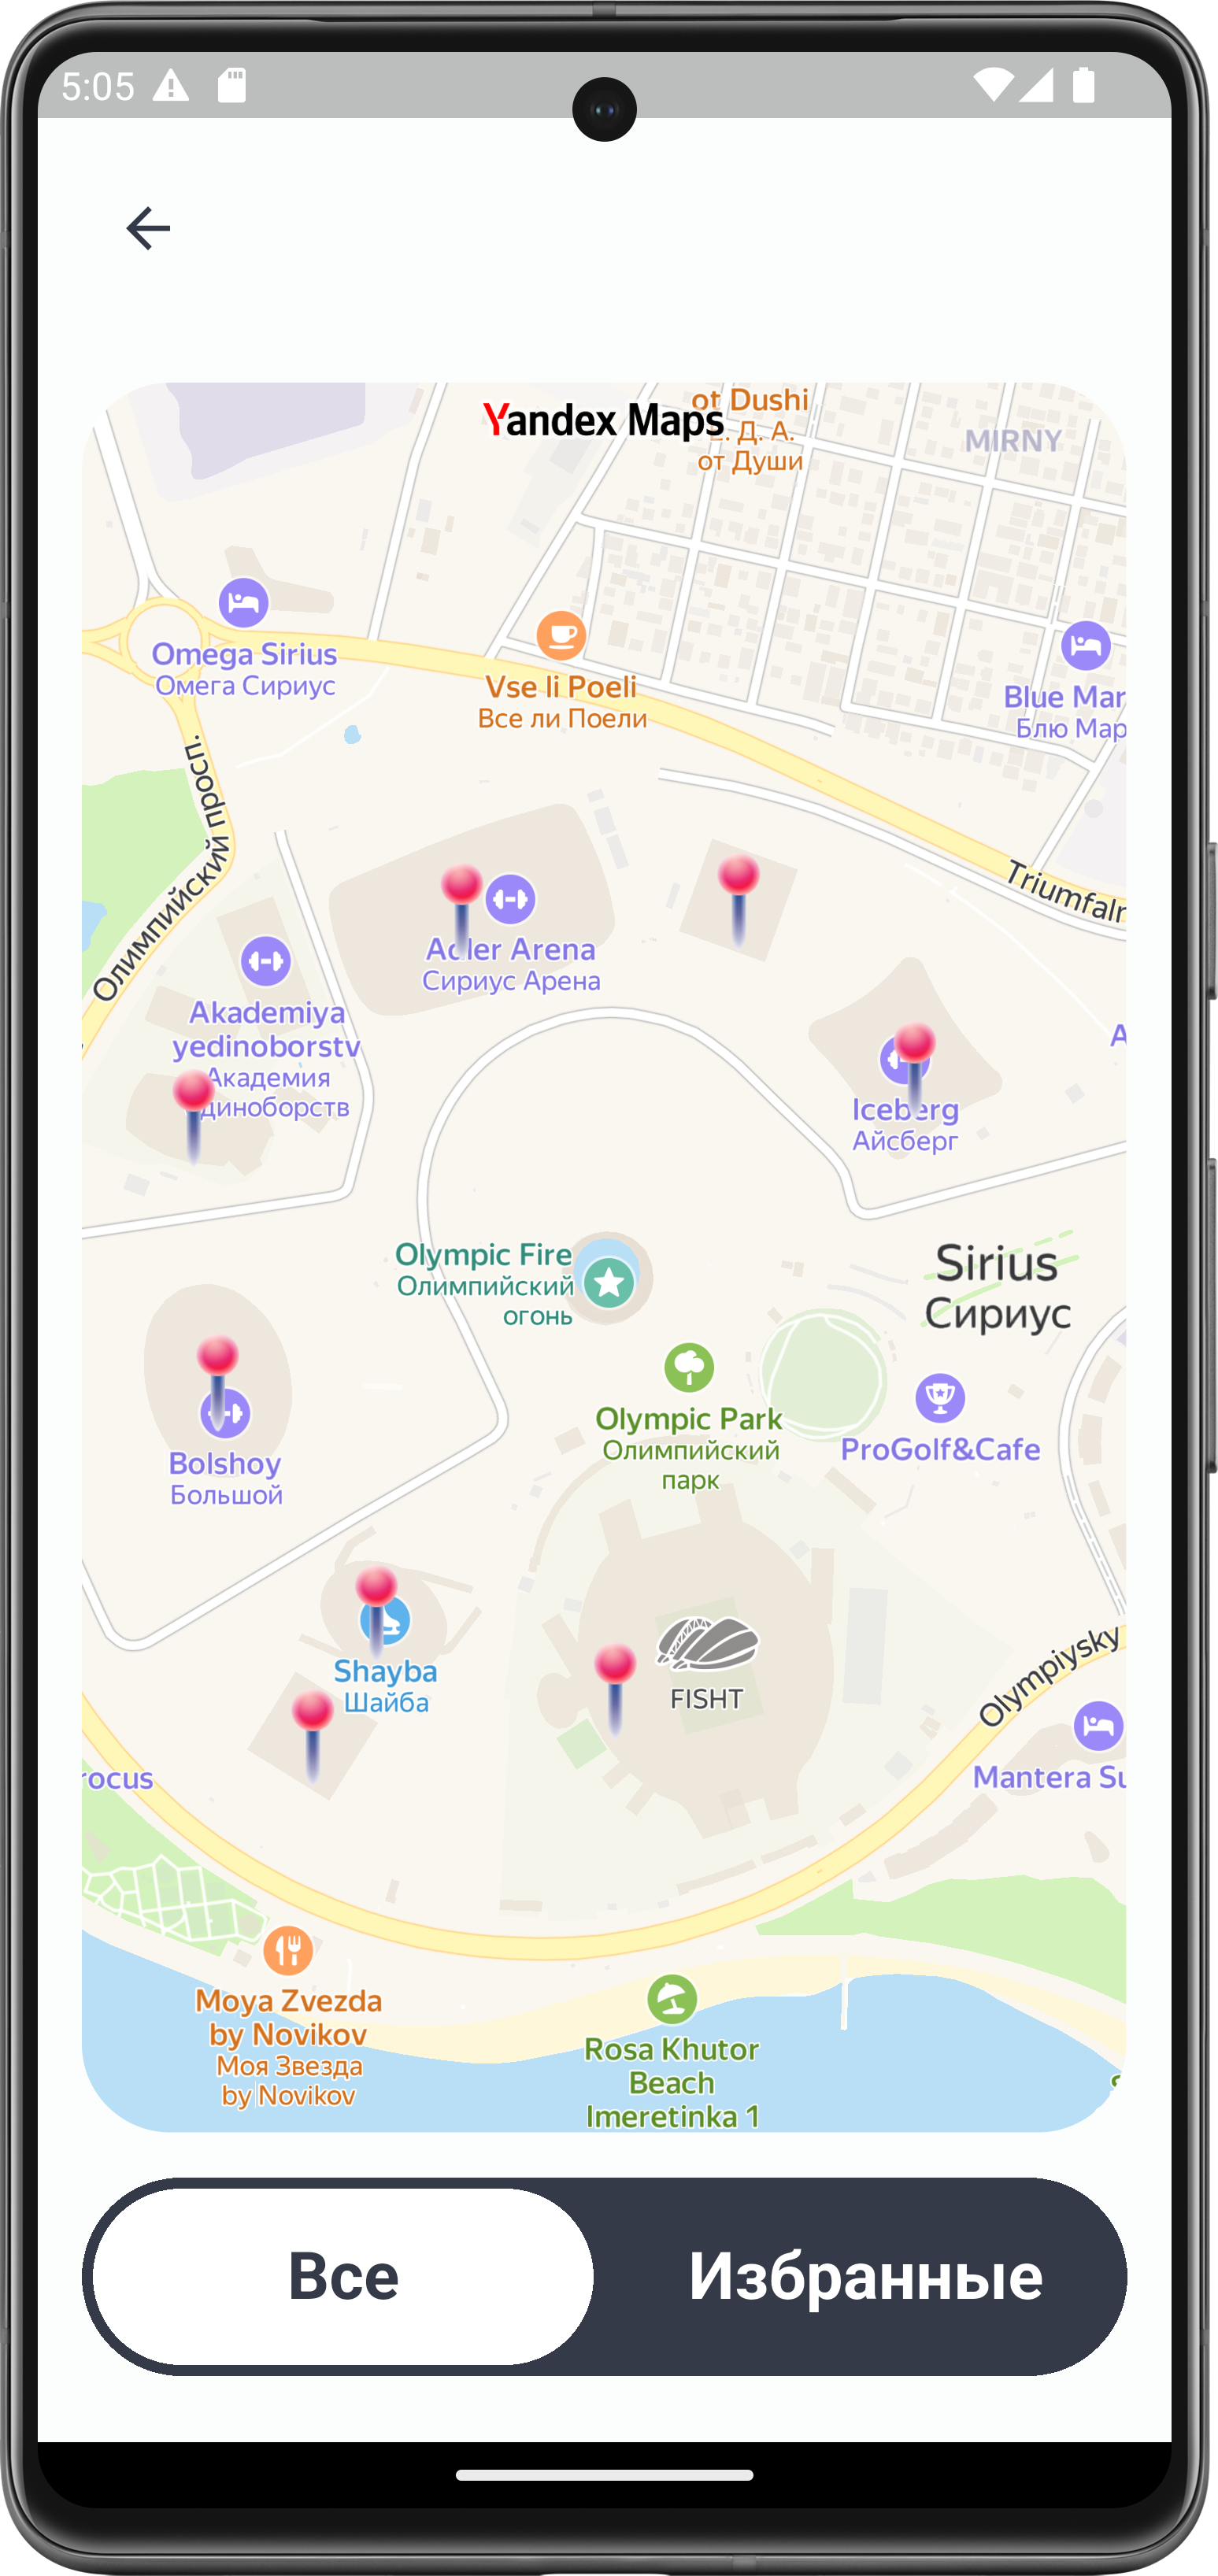 5:05
Yandex Maps
ot Dushi
Д. А.
от Души
MIRNY
Omega Sirius
Омега Сириус
Vse li Poeli
Все ли Поели
Blue Mar
Блю Мар
Олимпийский просп.
Triumfaln
Adler Arena
Сириус Арена
Akademiya
yedinoborstv
Академия
диноборств
A
Iceberg
Айсберг
Olympic Fire
Олимпийский
огонь
Sirius
Сириус
Olympic Park
Олимпийский
парк
ProGolf&Cafe
Bolshoy
Большой
Shayba
Шайба
FISHT
Olympiysky
rocus
Mantera Su
Moya Zvezda
by Novikov
Моя Звезда
by Novikov
Rosa Khutor
Beach
Imeretinka 1
Все
Избранные